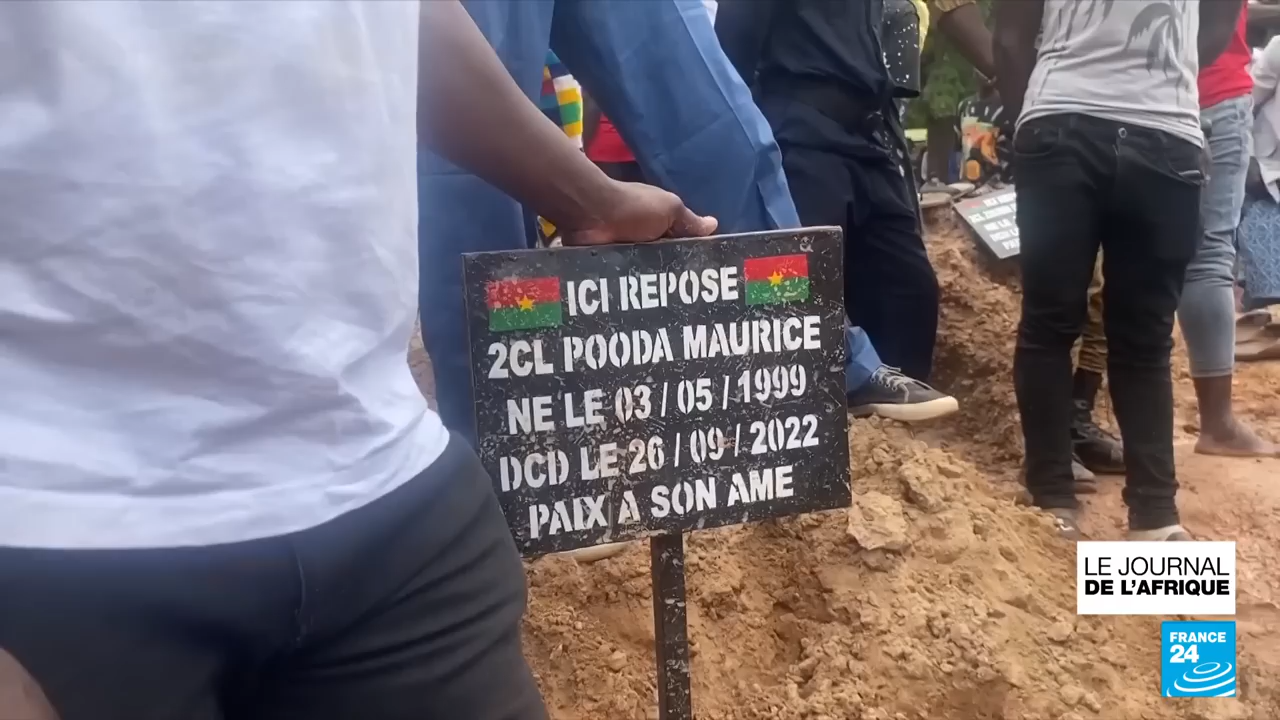 ICI REPOSE
2CL POODA MAURICE
NE LE 03 / 05 / 1999
DCD LE 26 / 09 / 2022
PAIX A SON AME
LE JOURNAL
DE L'AFRIQUE
FRANCE
24